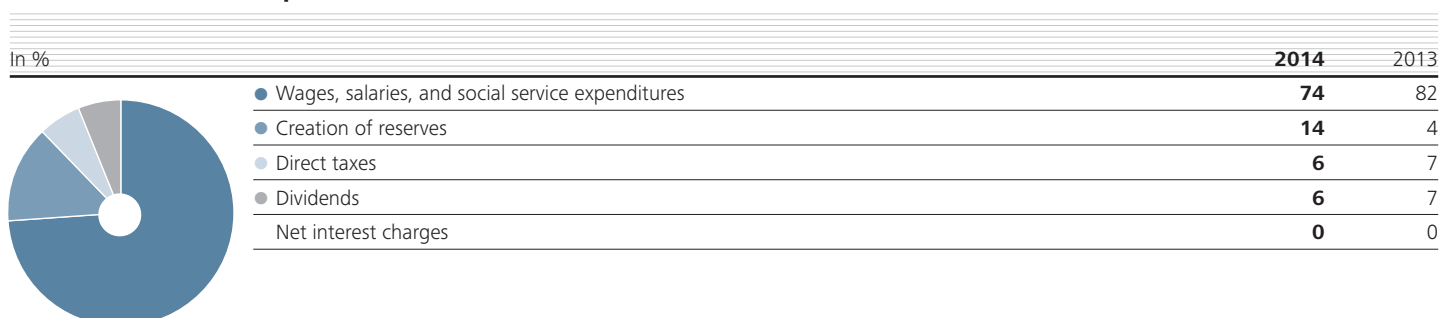 In % 2014 2013
Wages, salaries, and social service expenditures 74 82
Creation of reserves 14 4
Direct taxes 6 7
Dividends 6 7
Net interest charges 0 0